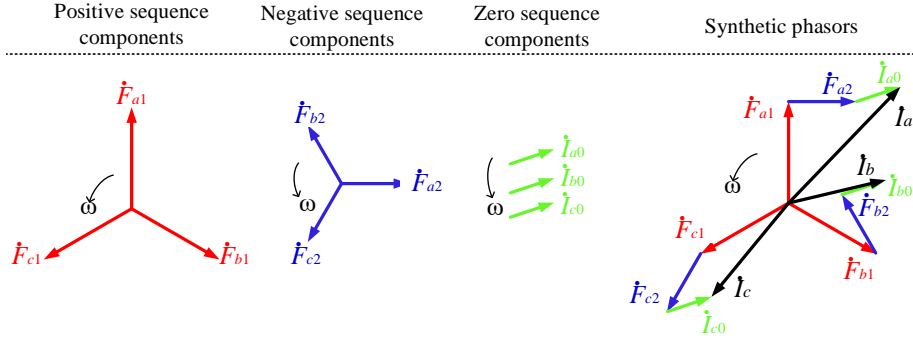 Positive sequence
components
Negative sequence
components
Zero sequence
components
Synthetic phasors
Ḟa1
ω
Ḟc1
Ḟb1
Ḟb2
ω
Ḟa2
Ḟc2
ω
İa0
İb0
İc0
Ḟa2
İa0
Ḟa1
İa
ω
İb
İb0
Ḟb2
Ḟc1
Ḟb1
Ḟc2
İc
İc0